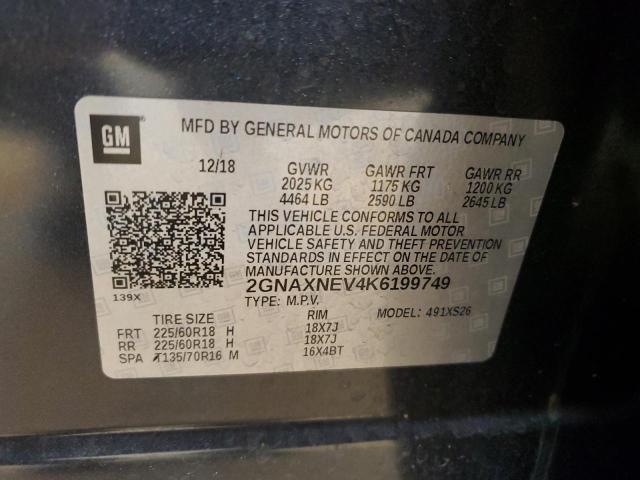 GM
MFD BY GENERAL MOTORS OF CANADA COMPANY
12/18 GVWR GAWR FRT GAWR RR
2025 KG 1175 KG 1200 KG
4464 LB 2590 LB 2645 LB
THIS VEHICLE CONFORMS TO ALL
APPLICABLE U.S. FEDERAL MOTOR
VEHICLE SAFETY AND THEFT PREVENTION
STANDARDS IN EFFECT ON THE DATE OF
MANUFACTURE SHOWN ABOVE.
139X
2GNAXNEV4K6199749
TYPE: M.P.V. MODEL: 491XS26
TIRE SIZE RIM
FRT 225/60R18 H 18X7J
RR 225/60R18 H 18X7J
SPA T135/70R16 M 16X4BT